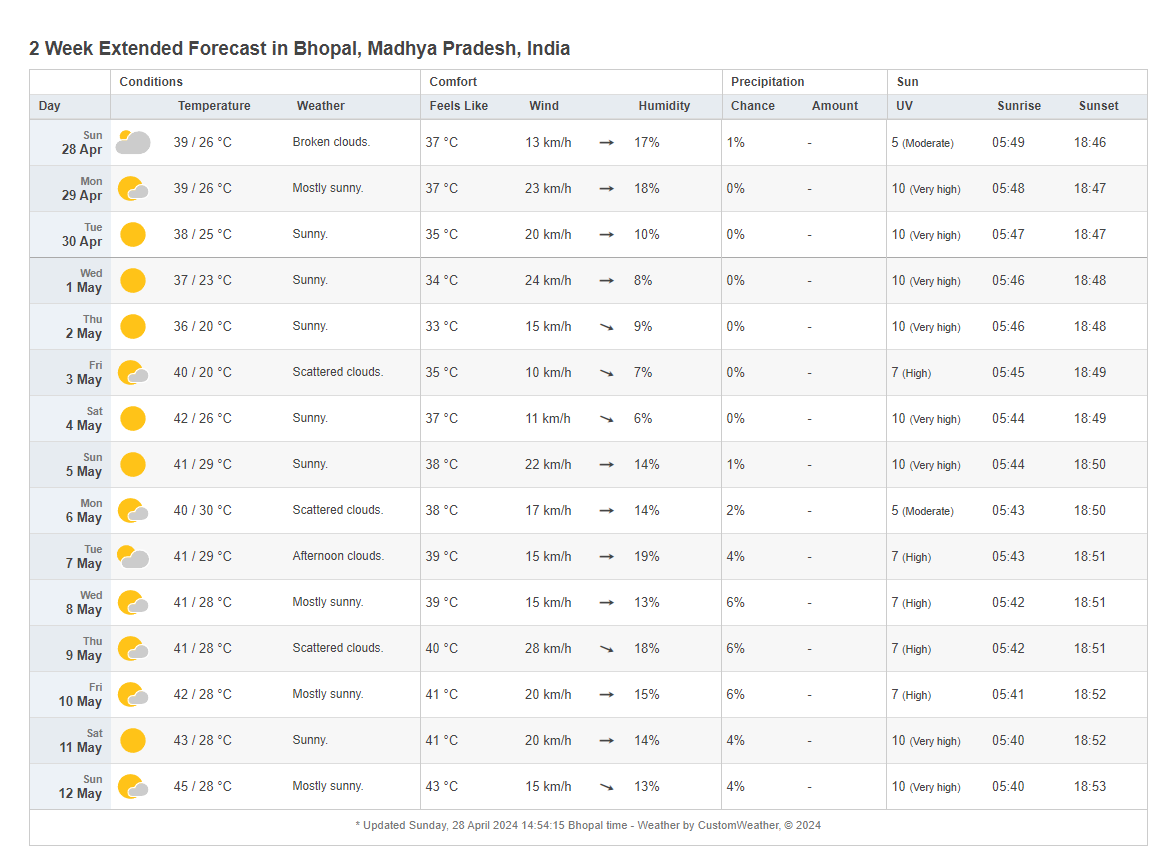 2 Week Extended Forecast in Bhopal, Madhya Pradesh, India
Conditions Comfort Precipitation Sun
Day Temperature Weather Feels Like Wind Humidity Chance Amount UV Sunrise Sunset
Sun 28 Apr 39 / 26 °C Broken clouds. 37 °C 13 km/h → 17% 1% - 5 (Moderate) 05:49 18:46
Mon 29 Apr 39 / 26 °C Mostly sunny. 37 °C 23 km/h → 18% 0% - 10 (Very high) 05:48 18:47
Tue 30 Apr 38 / 25 °C Sunny. 35 °C 20 km/h → 10% 0% - 10 (Very high) 05:47 18:47
Wed 1 May 37 / 23 °C Sunny. 34 °C 24 km/h → 8% 0% - 10 (Very high) 05:46 18:48
Thu 2 May 36 / 20 °C Sunny. 33 °C 15 km/h → 9% 0% - 10 (Very high) 05:46 18:48
Fri 3 May 40 / 20 °C Scattered clouds. 35 °C 10 km/h → 7% 0% - 7 (High) 05:45 18:49
Sat 4 May 42 / 26 °C Sunny. 37 °C 11 km/h → 6% 0% - 10 (Very high) 05:44 18:49
Sun 5 May 41 / 29 °C Sunny. 38 °C 22 km/h → 14% 1% - 10 (Very high) 05:44 18:50
Mon 6 May 40 / 30 °C Scattered clouds. 38 °C 17 km/h → 14% 2% - 5 (Moderate) 05:43 18:50
Tue 7 May 41 / 29 °C Afternoon clouds. 39 °C 15 km/h → 19% 4% - 7 (High) 05:43 18:51
Wed 8 May 41 / 28 °C Mostly sunny. 39 °C 15 km/h → 13% 6% - 7 (High) 05:42 18:51
Thu 9 May 41 / 28 °C Scattered clouds. 40 °C 28 km/h → 18% 6% - 7 (High) 05:42 18:51
Fri 10 May 42 / 28 °C Mostly sunny. 41 °C 20 km/h → 15% 6% - 7 (High) 05:41 18:52
Sat 11 May 43 / 28 °C Sunny. 41 °C 20 km/h → 14% 4% - 10 (Very high) 05:40 18:52
Sun 12 May 45 / 28 °C Mostly sunny. 43 °C 15 km/h → 13% 4% - 10 (Very high) 05:40 18:53
* Updated Sunday, 28 April 2024 14:54:15 Bhopal time - Weather by CustomWeather, © 2024